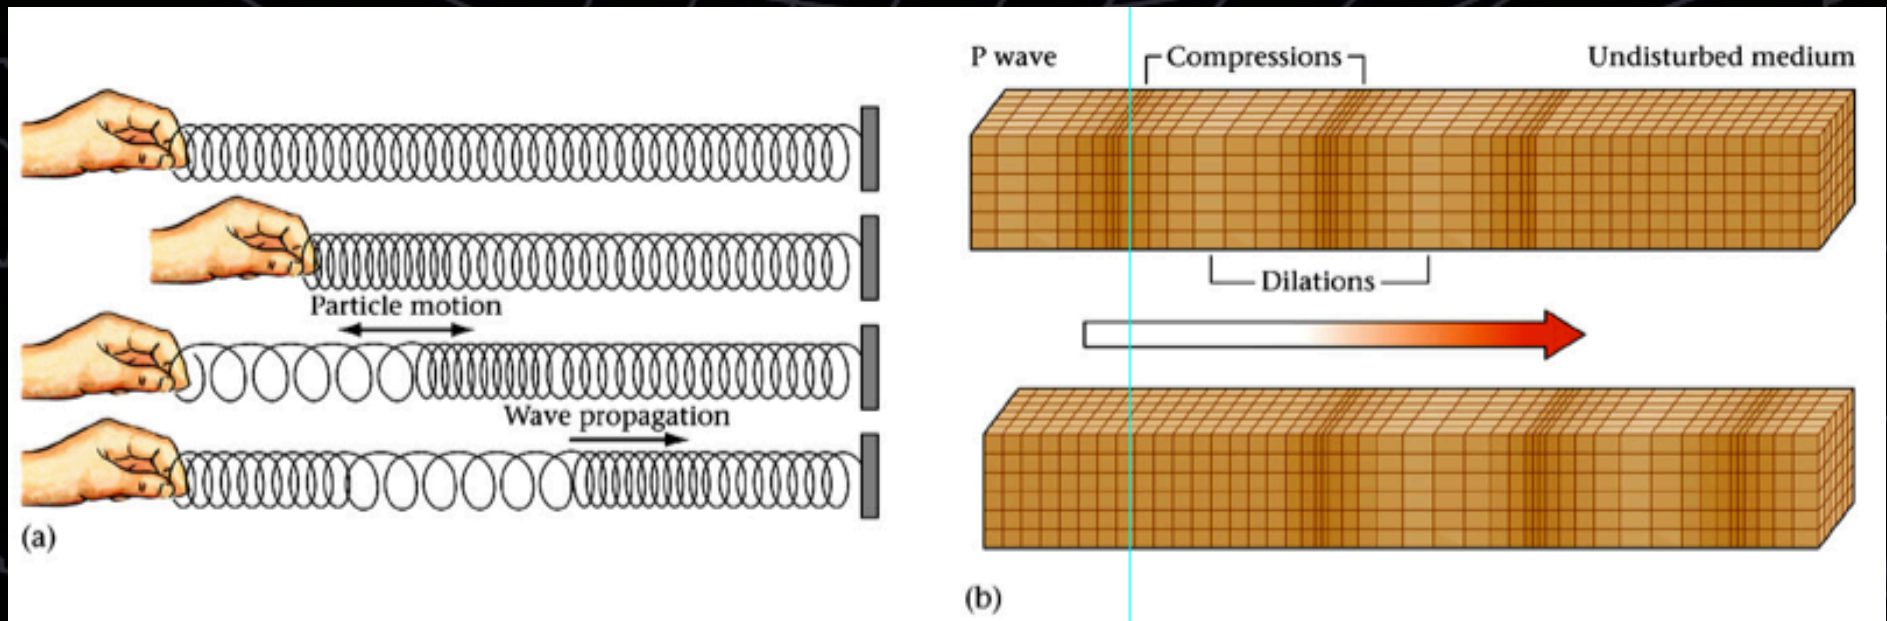 Particle motion
Wave propagation
(a)
P wave
Compressions
Undisturbed medium
Dilations
(b)